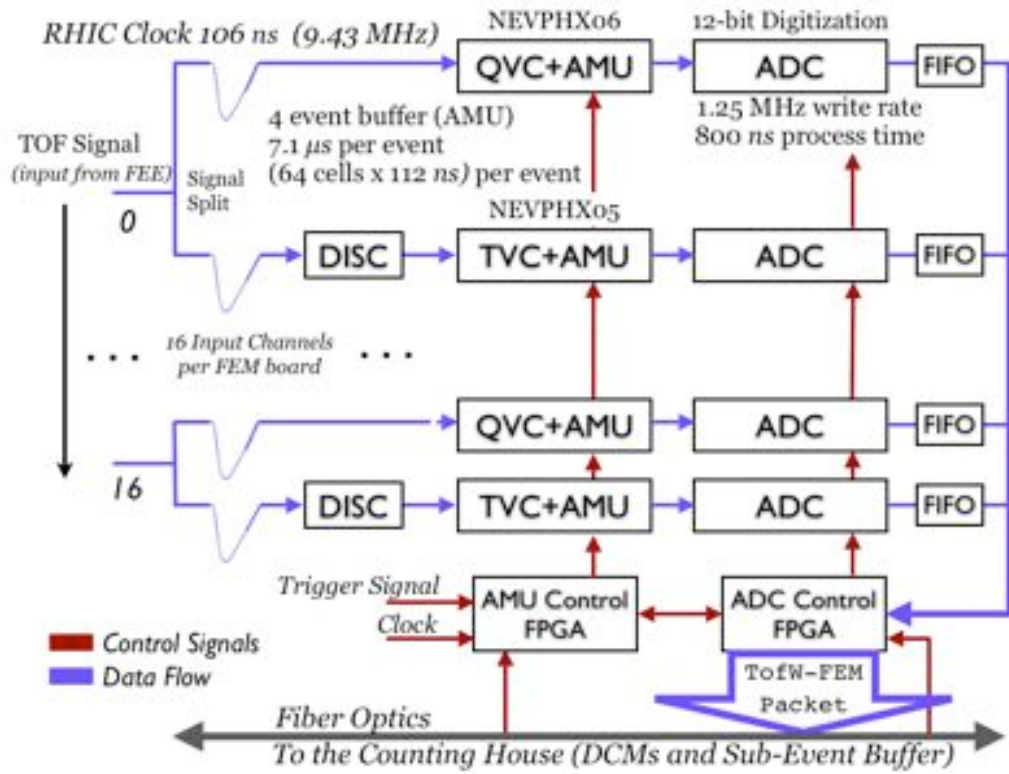 NEVPHX06
12-bit Digitization
RHIC Clock 106 ns (9.43 MHz)
QVC+AMU
ADC
FIFO
4 event buffer (AMU)
7.1 µs per event
(64 cells x 112 ns) per event
1.25 MHz write rate
800 ns process time
TOF Signal
(input from FEE)
Signal
Split
0
NEVPHX05
DISC
TVC+AMU
ADC
FIFO
• • •
16 Input Channels
per FEM board
• • •
QVC+AMU
ADC
FIFO
16
DISC
TVC+AMU
ADC
FIFO
Trigger Signal
Clock
AMU Control
FPGA
ADC Control
FPGA
Control Signals
Data Flow
TofW-FEM
Packet
Fiber Optics
To the Counting House (DCMs and Sub-Event Buffer)